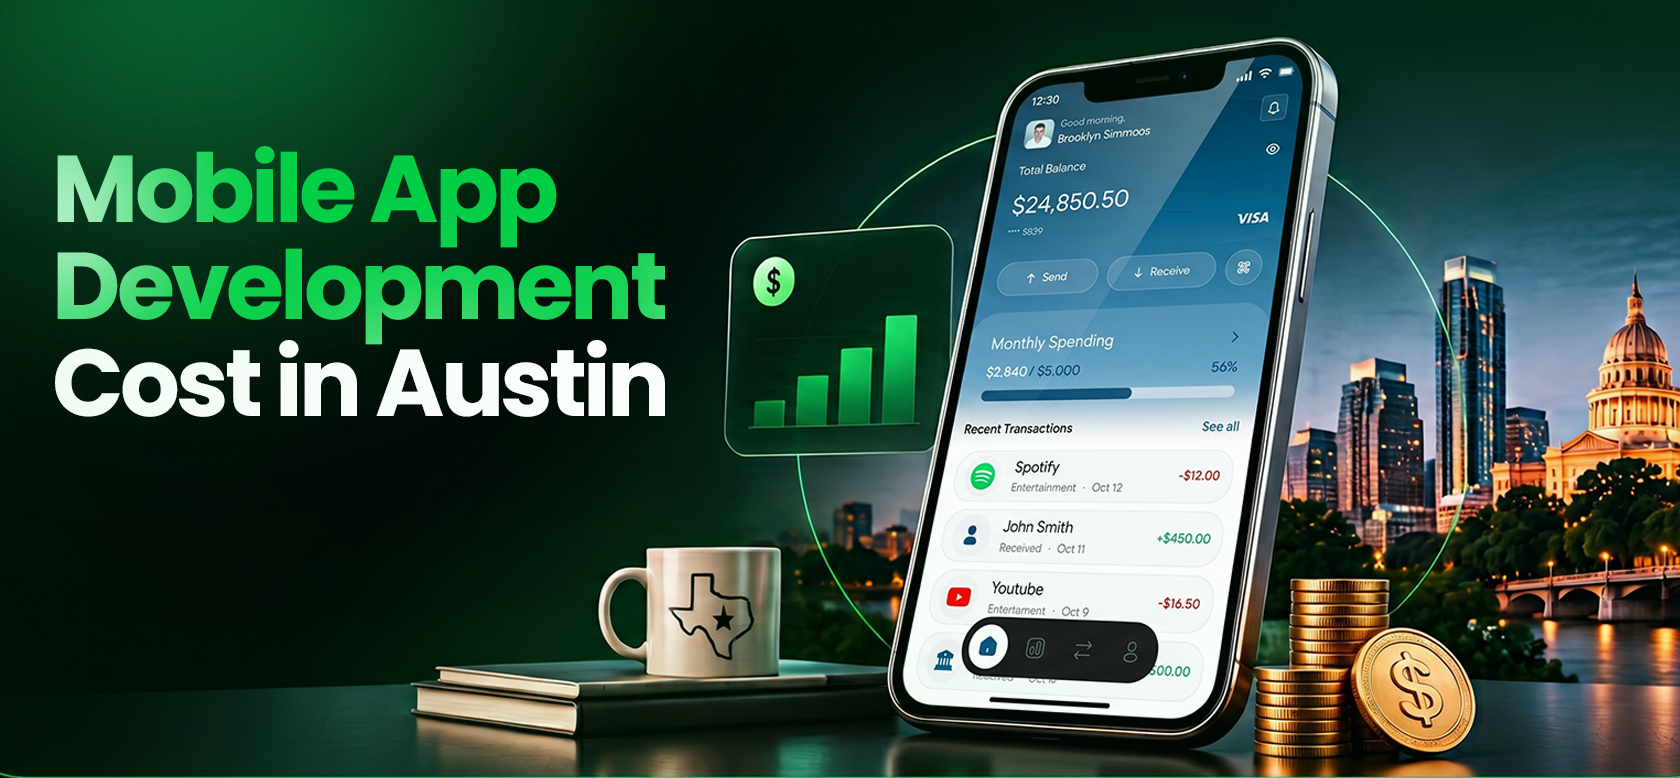 Mobile App
Development
Cost in Austin
$
12:30
Good morning,
Brooklyn Simmoos
Total Balance
$24,850.50
VISA
•••• S839
↑ Send
↓ Receive
Monthly Spending
$2,840 / $5.000
56%
Recent Transactions
See all
Spotify
-$12.00
Entertainment · Oct 12
John Smith
+$450.00
Received · Oct 11
Youtube
-$16.50
Entertament · Oct 9
$